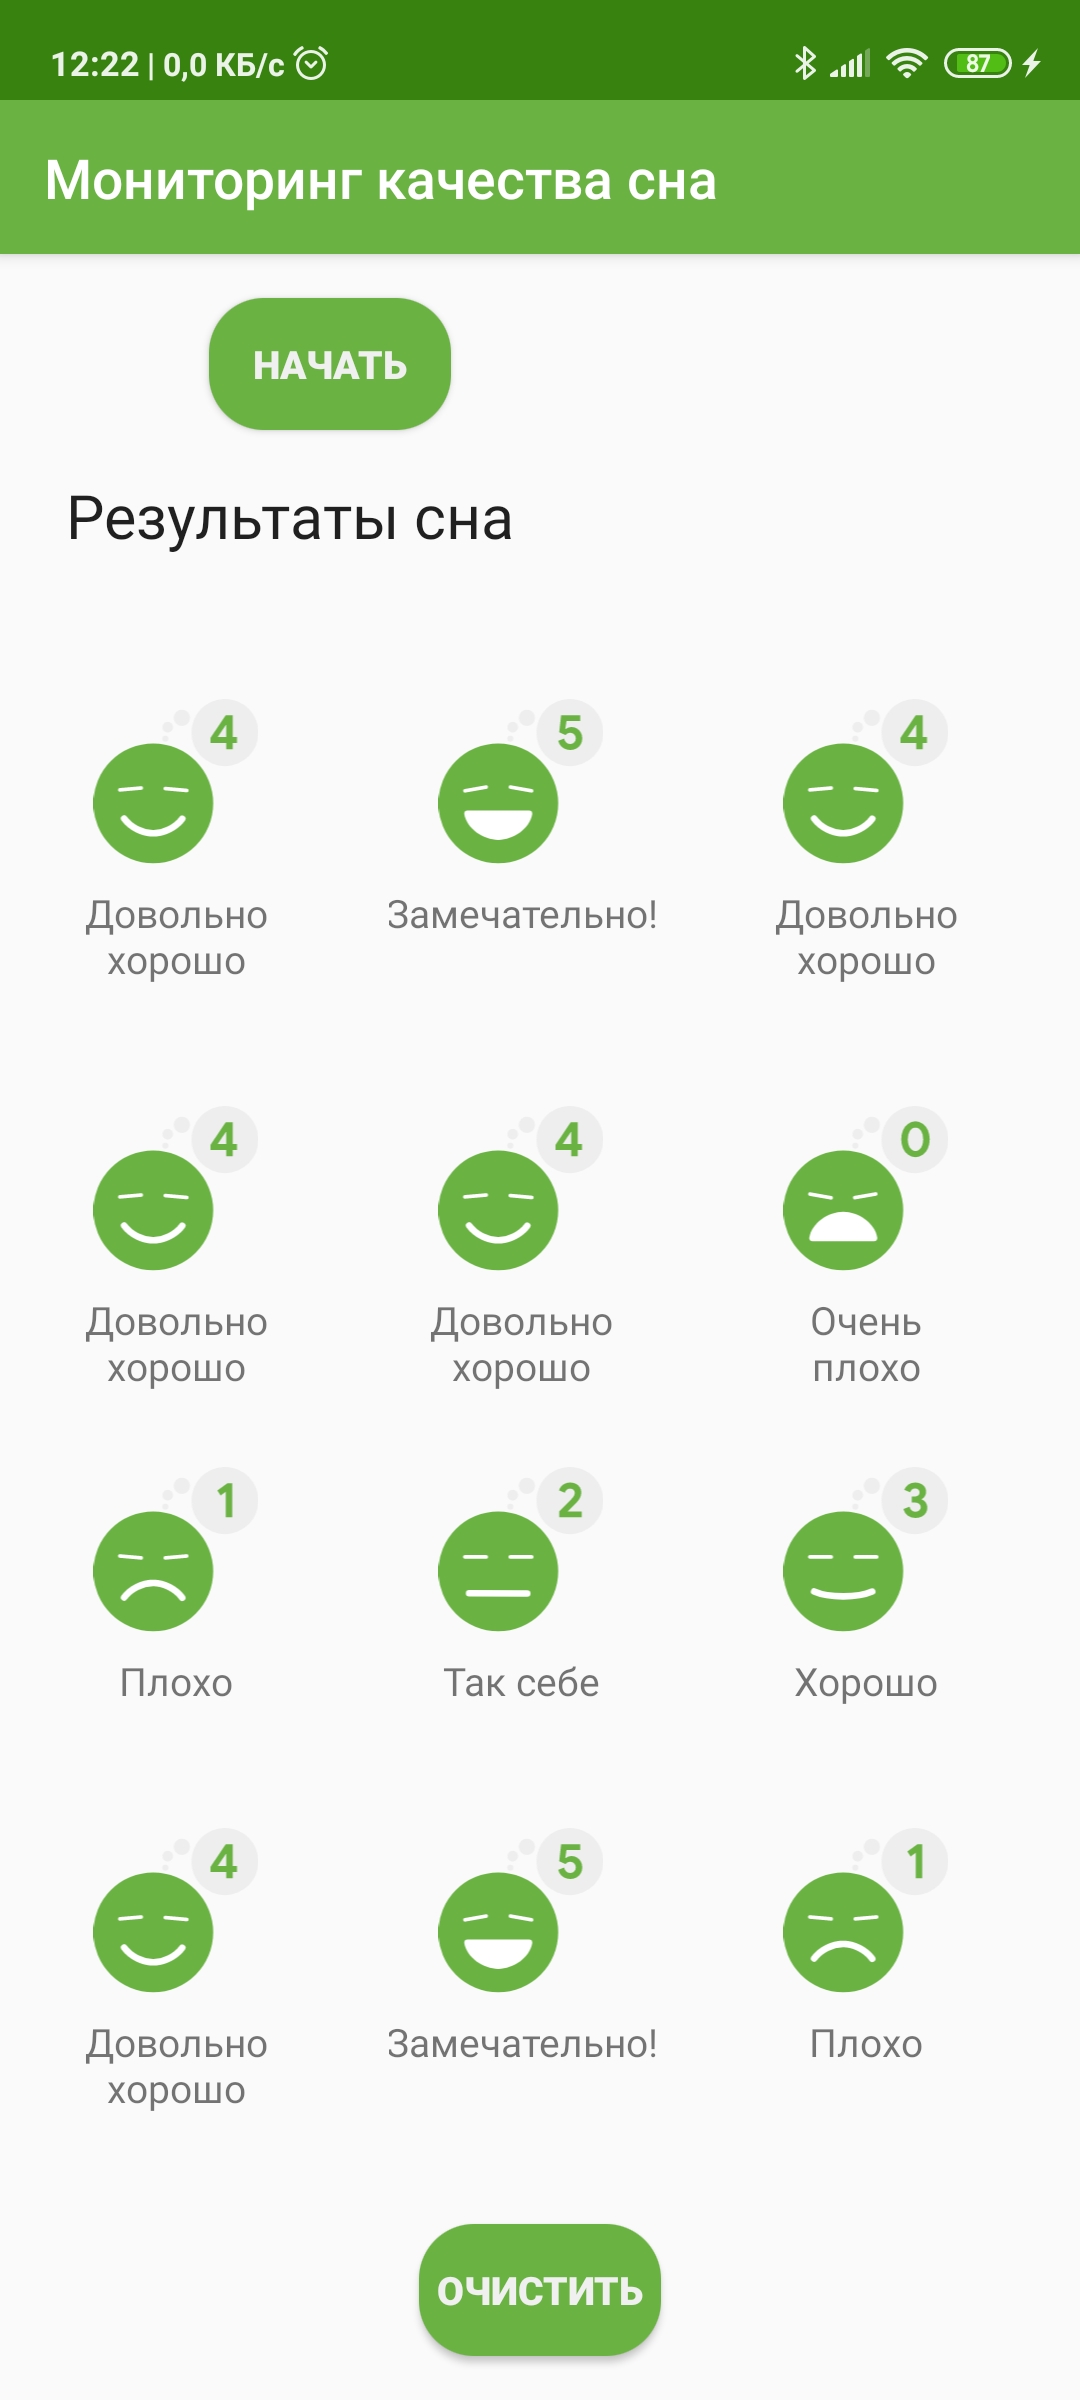 12:22 | 0,0 КБ/с 87
Мониторинг качества сна
НАЧАТЬ
Результаты сна
4 5 4
Довольно хорошо
Замечательно!
Довольно хорошо
4 4 0
Довольно хорошо
Довольно хорошо
Очень плохо
1 2 3
Плохо
Так себе
Хорошо
4 5 1
Довольно хорошо
Замечательно!
Плохо
ОЧИСТИТЬ